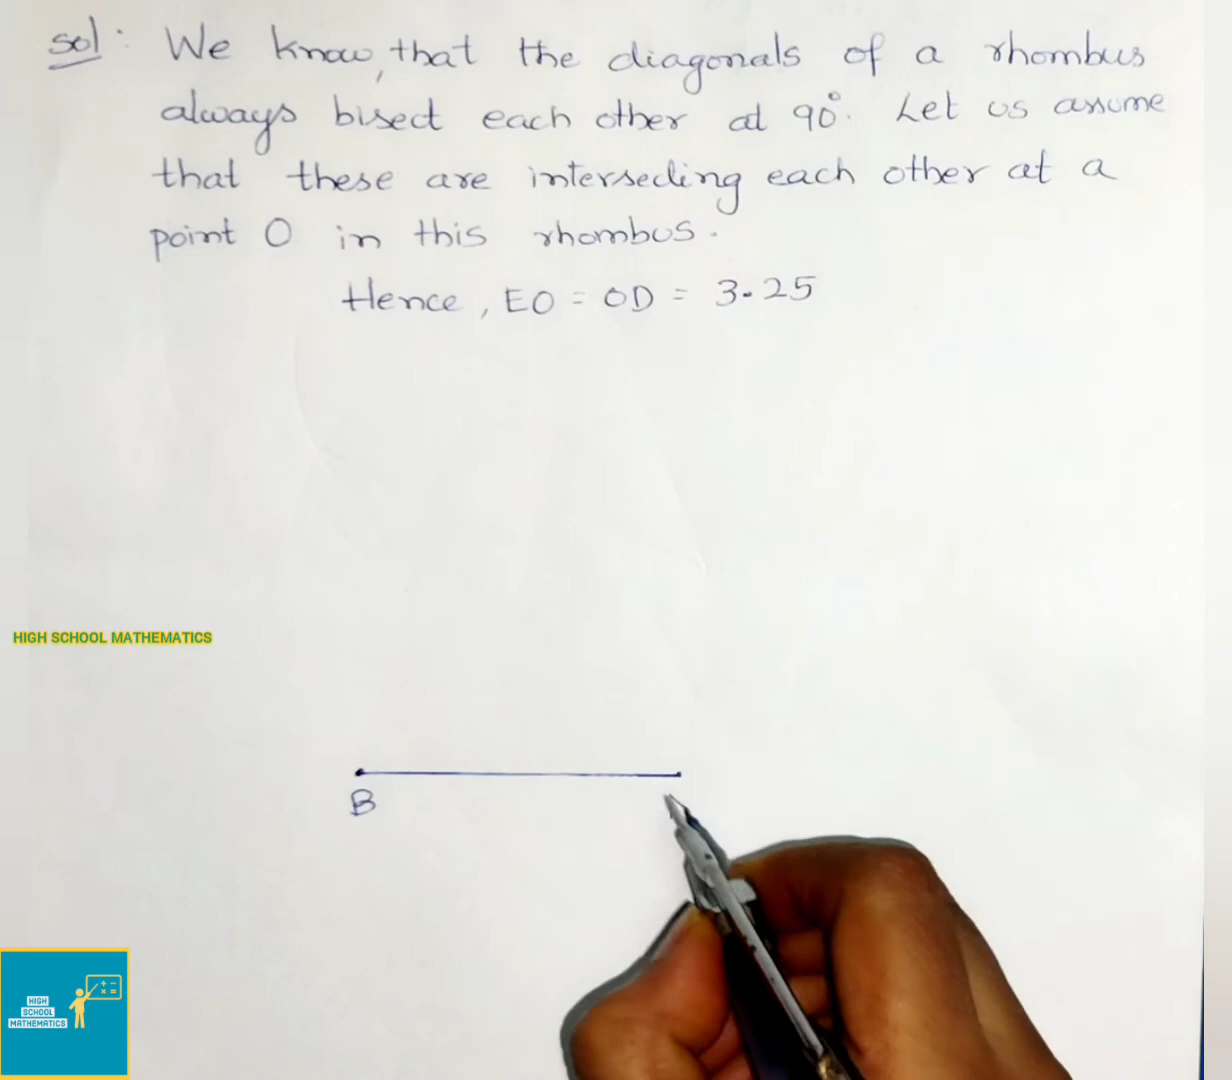 Sol: We know, that the diagonals of a rhombus
always bisect each other at 90°. Let us assume
that these are intersecting each other at a
point O in this rhombus.
Hence, EO = OD = 3.25
HIGH SCHOOL MATHEMATICS
B
HIGH
SCHOOL
MATHEMATICS